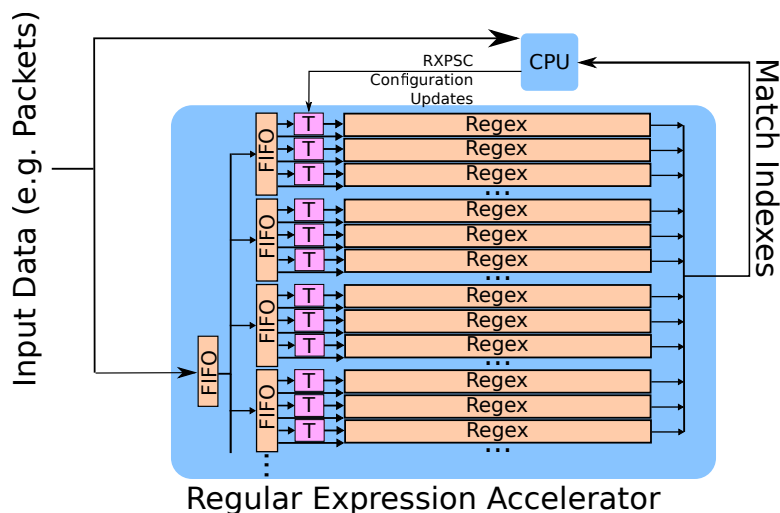 Input Data (e.g. Packets)
CPU
RXPSC
Configuration
Updates
Match Indexes
FIFO
FIFO
T
Regex
T
Regex
T
Regex
...
FIFO
T
Regex
T
Regex
T
Regex
...
FIFO
T
Regex
T
Regex
T
Regex
...
FIFO
T
Regex
T
Regex
T
Regex
...
...
Regular Expression Accelerator